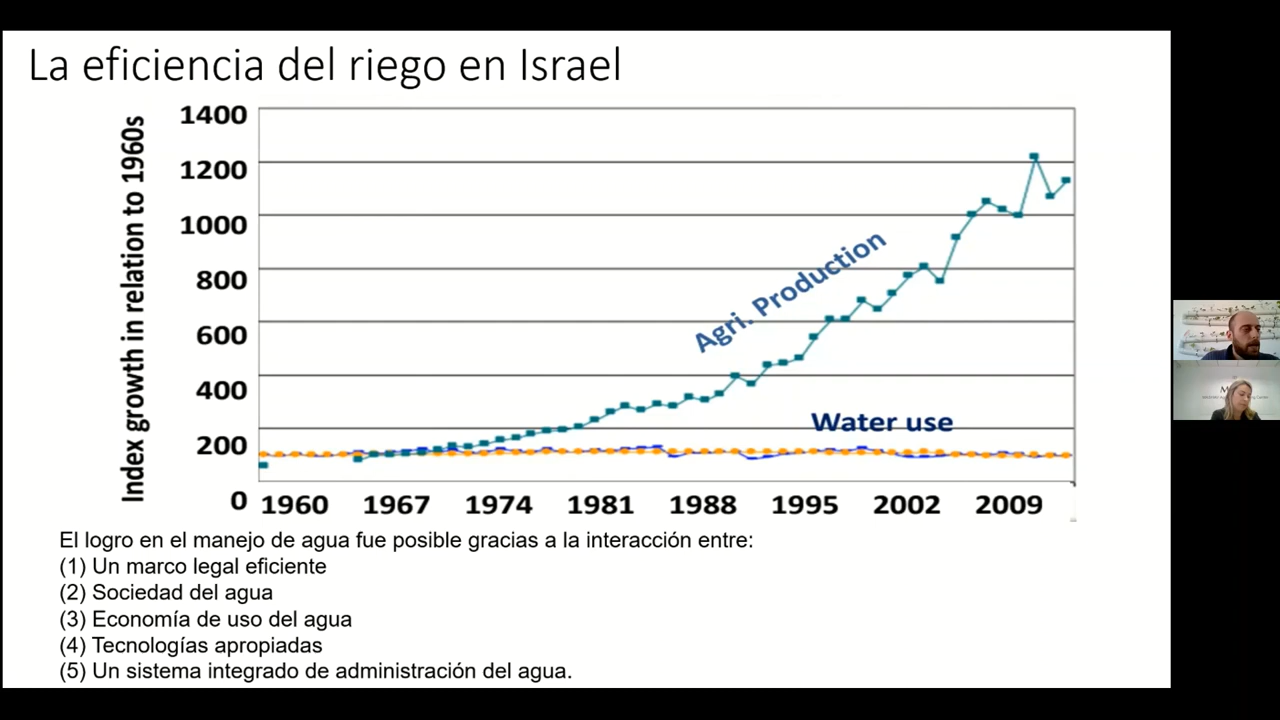 La eficiencia del riego en Israel
Index growth in relation to 1960s
1400
1200
1000
800
600
400
200
0
Agri. Production
Water use
1960 1967 1974 1981 1988 1995 2002 2009
El logro en el manejo de agua fue posible gracias a la interacción entre:
(1) Un marco legal eficiente
(2) Sociedad del agua
(3) Economía de uso del agua
(4) Tecnologías apropiadas
(5) Un sistema integrado de administración del agua.